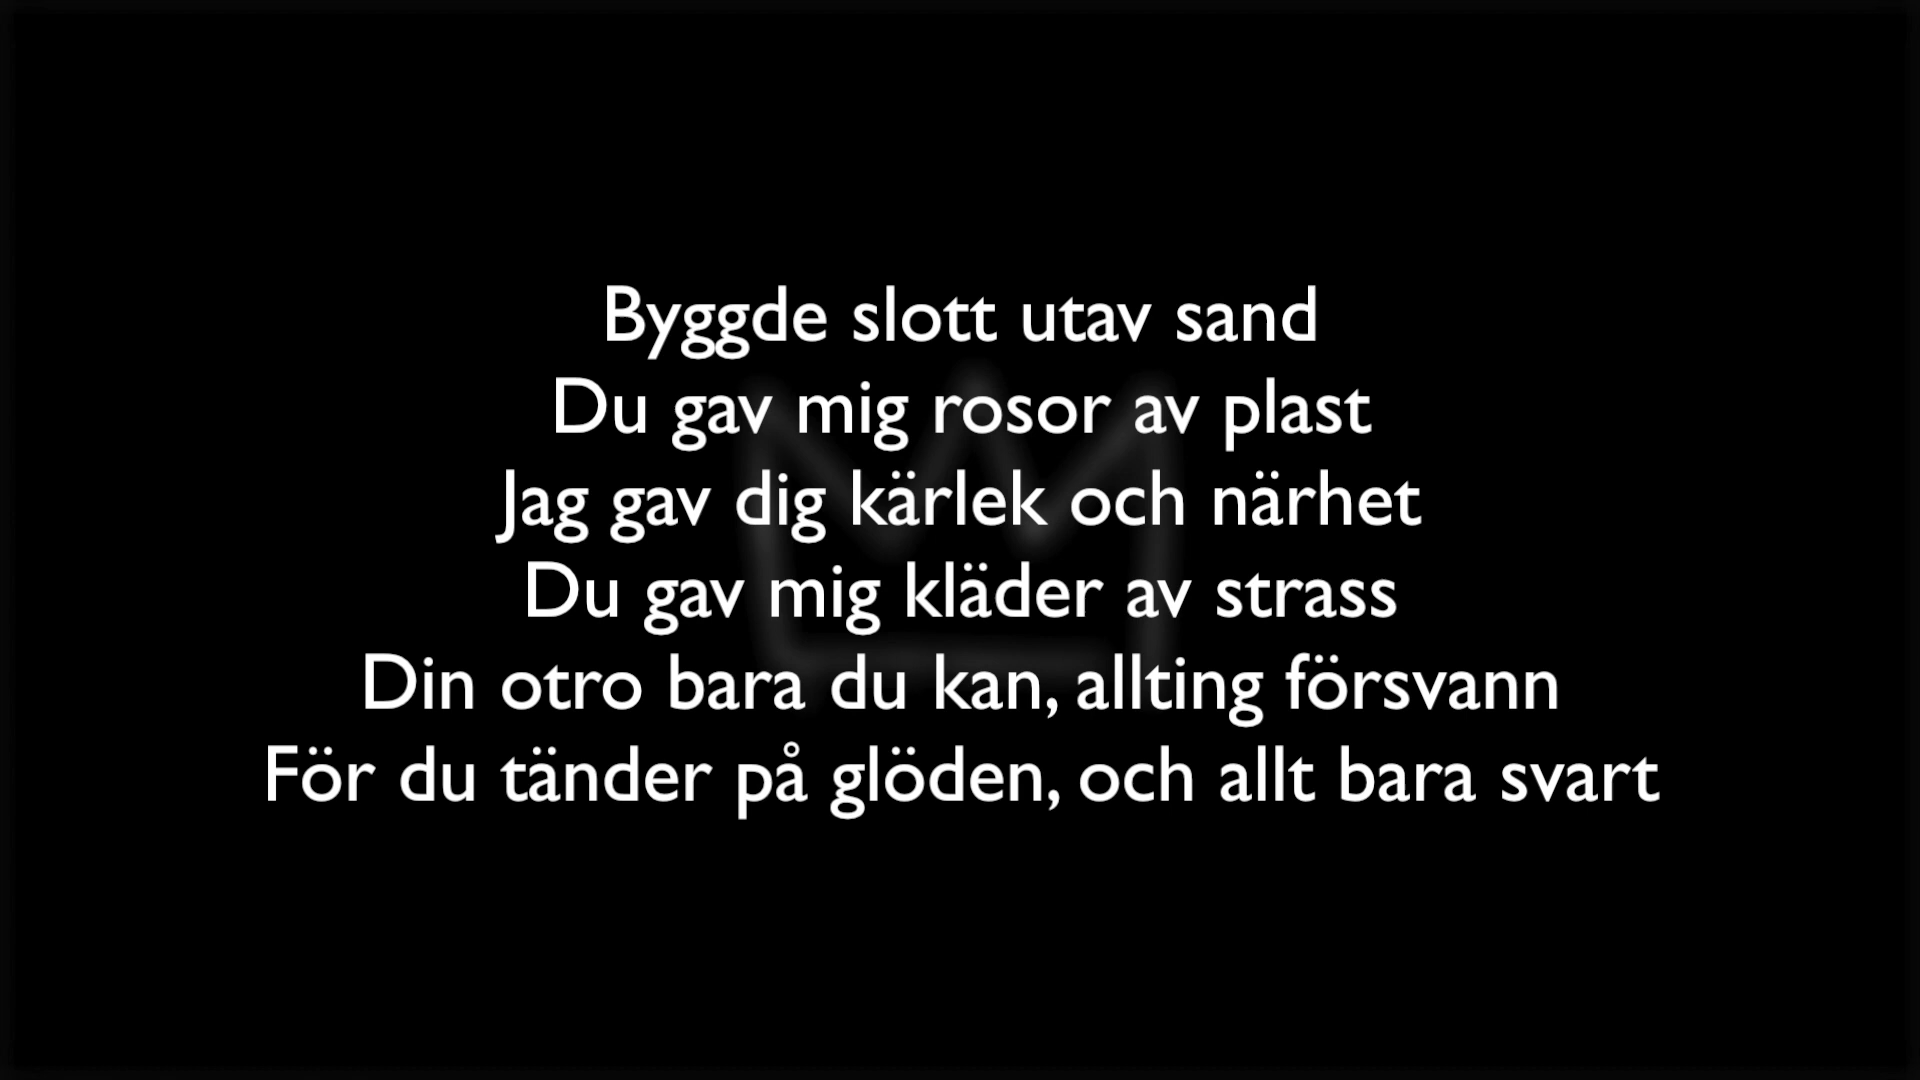 Byggde slott utav sand
Du gav mig rosor av plast
Jag gav dig kärlek och närhet
Du gav mig kläder av strass
Din otro bara du kan, allting försvann
För du tänder på glöden, och allt bara svart